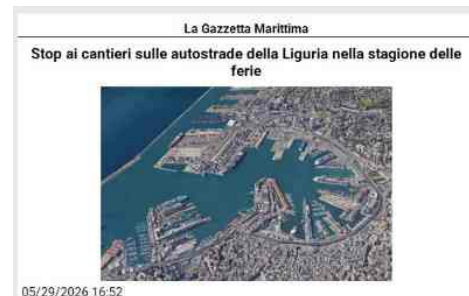 La Gazzetta Marittima
Stop ai cantieri sulle autostrade della Liguria nella stagione delle
ferie
05/29/2026 16:52